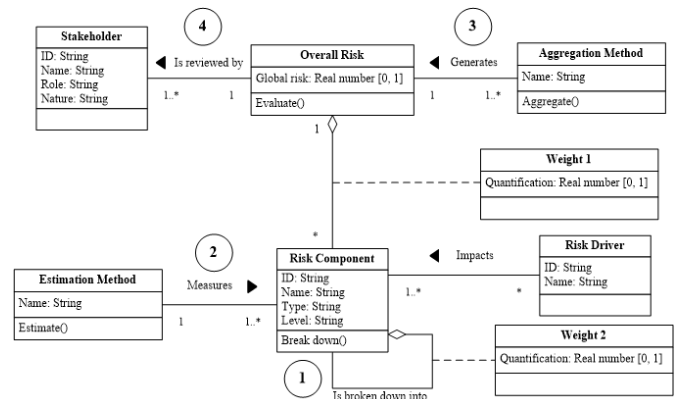 4
3
Stakeholder
ID: String
Name: String
Role: String
Nature: String
Is reviewed by
1..*
1
Overall Risk
Global risk: Real number [0, 1]
Evaluate()
Generates
1
1..*
Aggregation Method
Name: String
Aggregate()
1
Weight 1
Quantification: Real number [0, 1]
*
2
Estimation Method
Name: String
Estimate()
Measures
1
1..*
Risk Component
ID: String
Name: String
Type: String
Level: String
Break down()
Impacts
1..*
*
Risk Driver
ID: String
Name: String
Weight 2
Quantification: Real number [0, 1]
1
Is broken down into